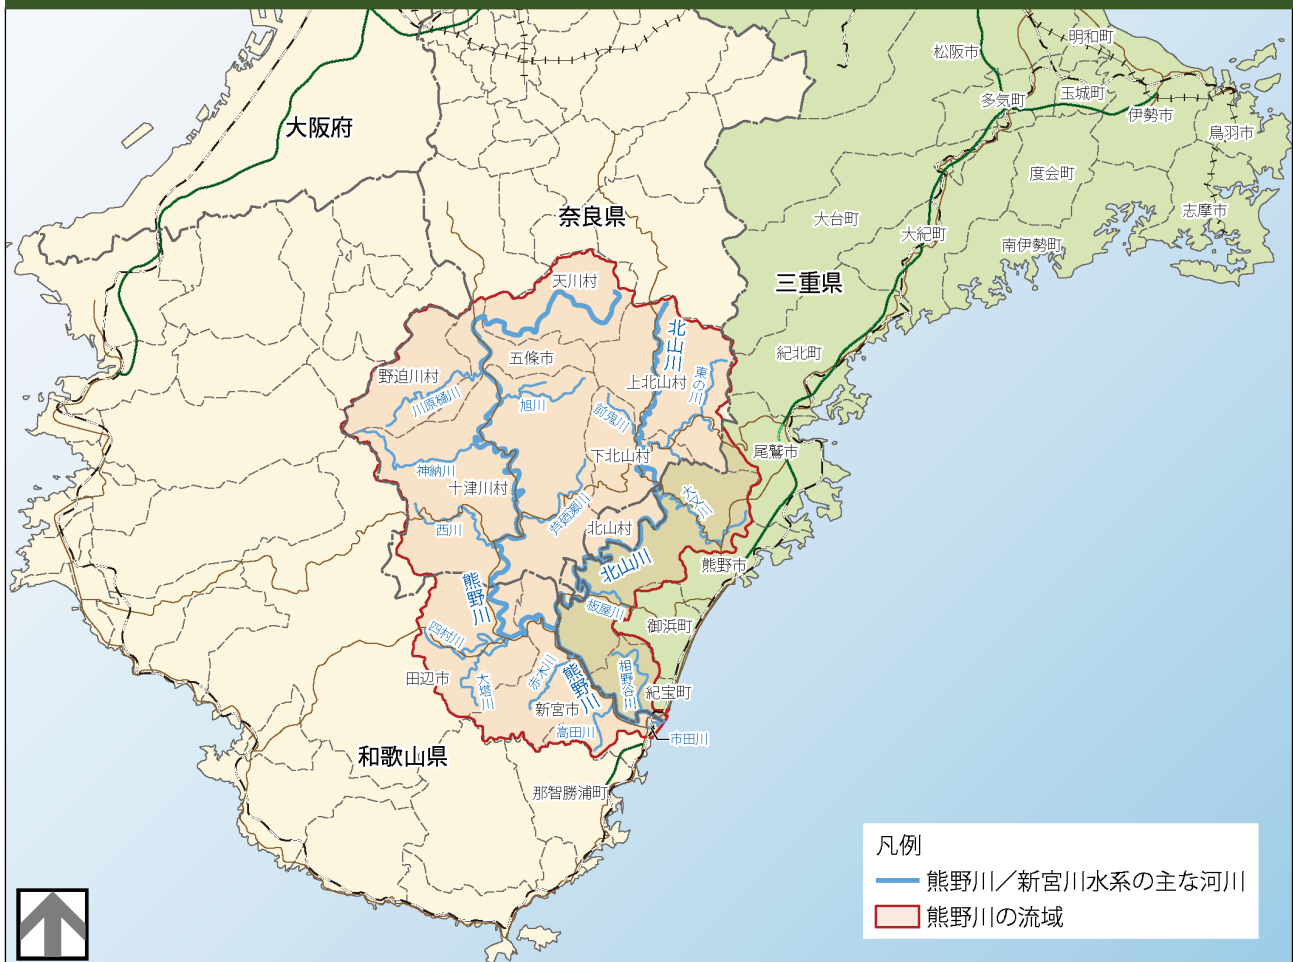 明和町
松阪市
玉城町
多気町
伊勢市
大阪府
鳥羽市
度会町
奈良県
大台町
志摩市
大紀町
南伊勢町
天川村
三重県
北山川
五條市
紀北町
野迫川村
上北山村
東の川
川原樋川
旭川
前鬼川
下北山村
尾鷲市
神納川
十津川村
大又川
芦廼瀬川
西川
北山村
北山川
熊野市
熊野川
板屋川
四村川
御浜町
田辺市
大塔川
赤木川
熊野川
相野谷川
紀宝町
新宮市
高田川
市田川
和歌山県
那智勝浦町
凡例
熊野川／新宮川水系の主な河川
熊野川の流域